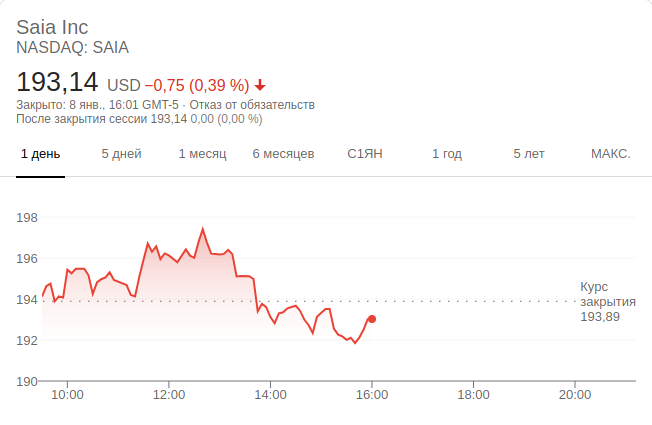 Saia Inc
NASDAQ: SAIA
193,14 USD −0,75 (0,39 %)
Закрыто: 8 янв., 16:01 GMT-5 · Отказ от обязательств
После закрытия сессии 193,14 0,00 (0,00 %)
1 день 5 дней 1 месяц 6 месяцев С1ЯН 1 год 5 лет МАКС.
198
196
194
192
190
Курс
закрытия
193,89
10:00 12:00 14:00 16:00 18:00 20:00